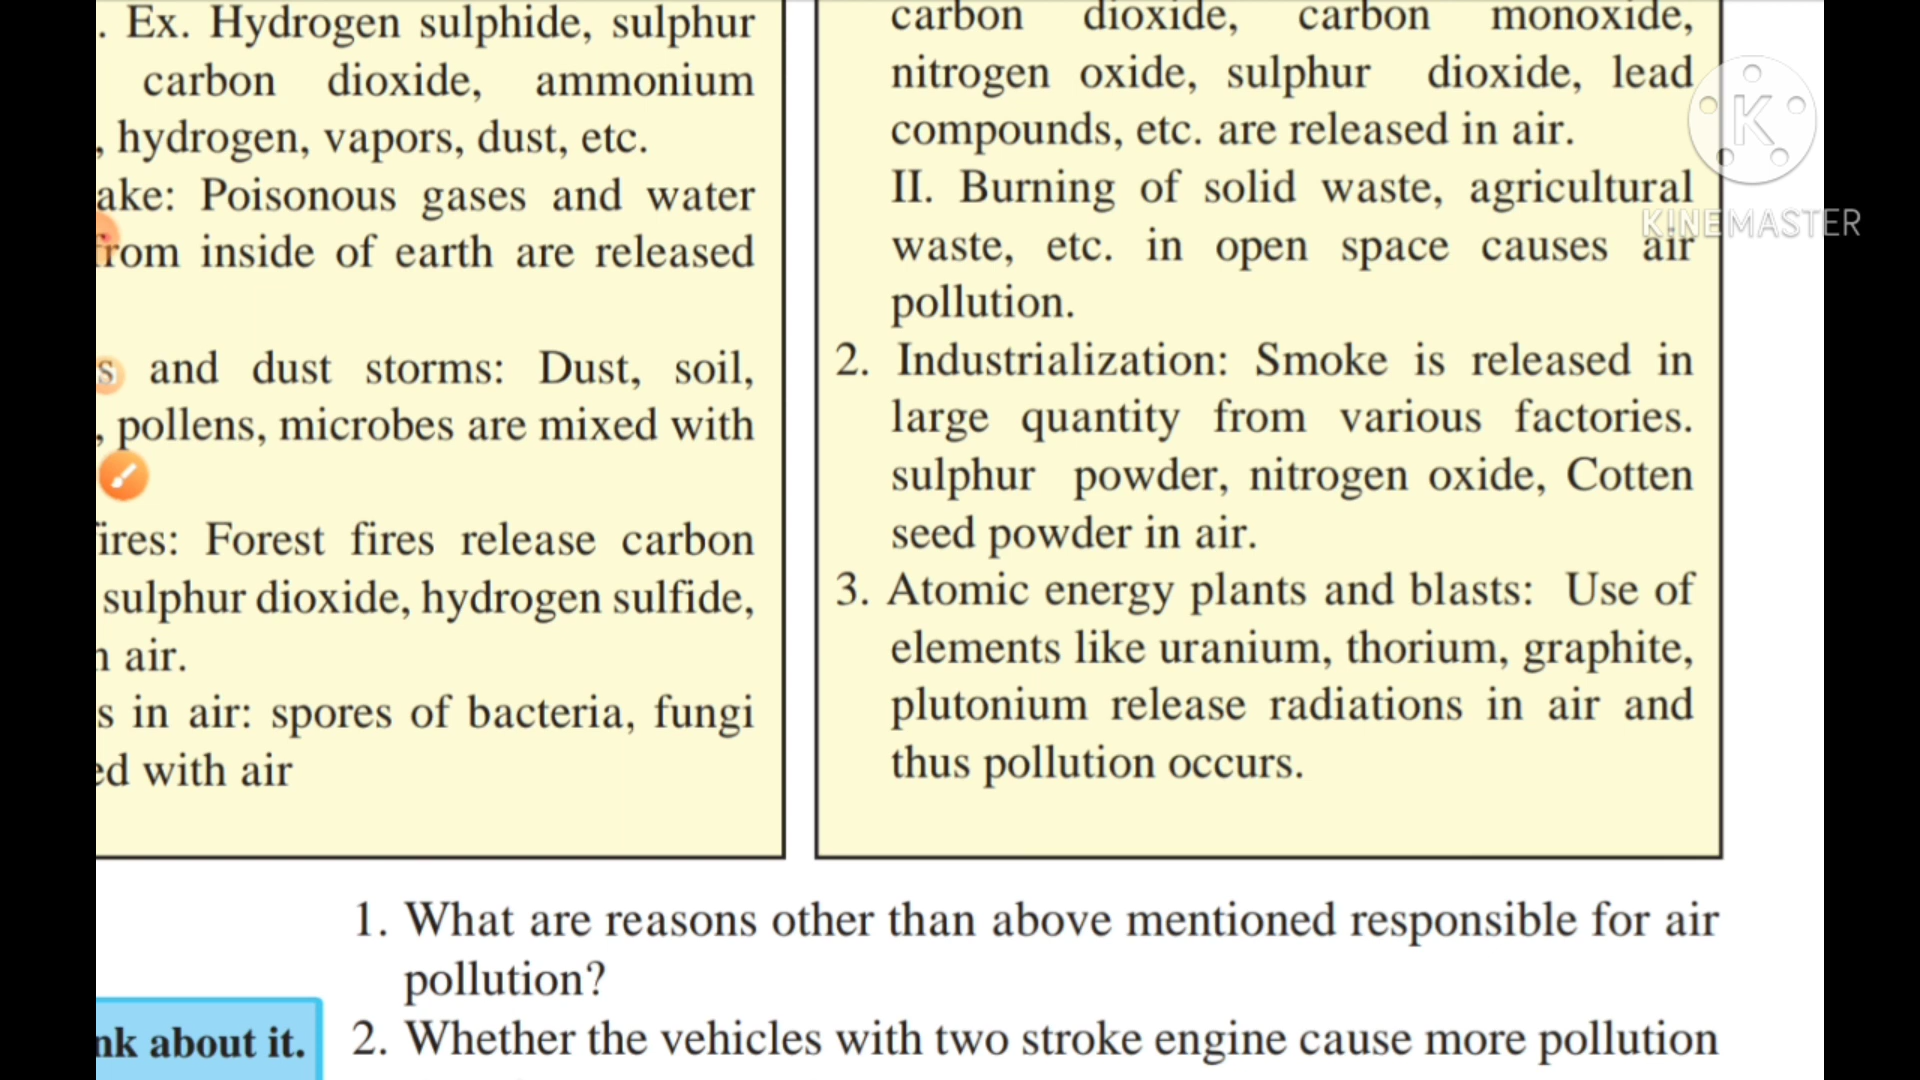 . Ex. Hydrogen sulphide, sulphur
carbon dioxide, ammonium
, hydrogen, vapors, dust, etc.
ake: Poisonous gases and water
from inside of earth are released
s and dust storms: Dust, soil,
, pollens, microbes are mixed with
ires: Forest fires release carbon
sulphur dioxide, hydrogen sulfide,
n air.
s in air: spores of bacteria, fungi
ed with air
carbon dioxide, carbon monoxide,
nitrogen oxide, sulphur dioxide, lead
compounds, etc. are released in air.
II. Burning of solid waste, agricultural
waste, etc. in open space causes air
pollution.
2. Industrialization: Smoke is released in
large quantity from various factories.
sulphur powder, nitrogen oxide, Cotten
seed powder in air.
3. Atomic energy plants and blasts: Use of
elements like uranium, thorium, graphite,
plutonium release radiations in air and
thus pollution occurs.
K
KINEMASTER
1. What are reasons other than above mentioned responsible for air
pollution?
nk about it.
2. Whether the vehicles with two stroke engine cause more pollution